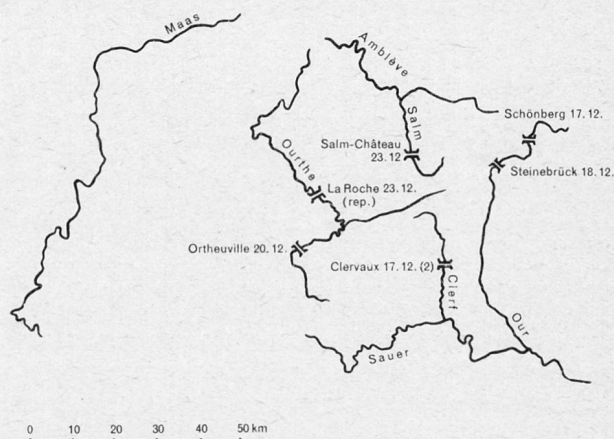 Maas
Amblève
Schönberg 17.12.
Salm
Salm-Château
23.12
Steinebrück 18.12.
Ourthe
La Roche 23.12.
(rep.)
Ortheuville 20.12.
Clervaux 17.12. (2)
Clerf
Our
Sauer
0 10 20 30 40 50 km